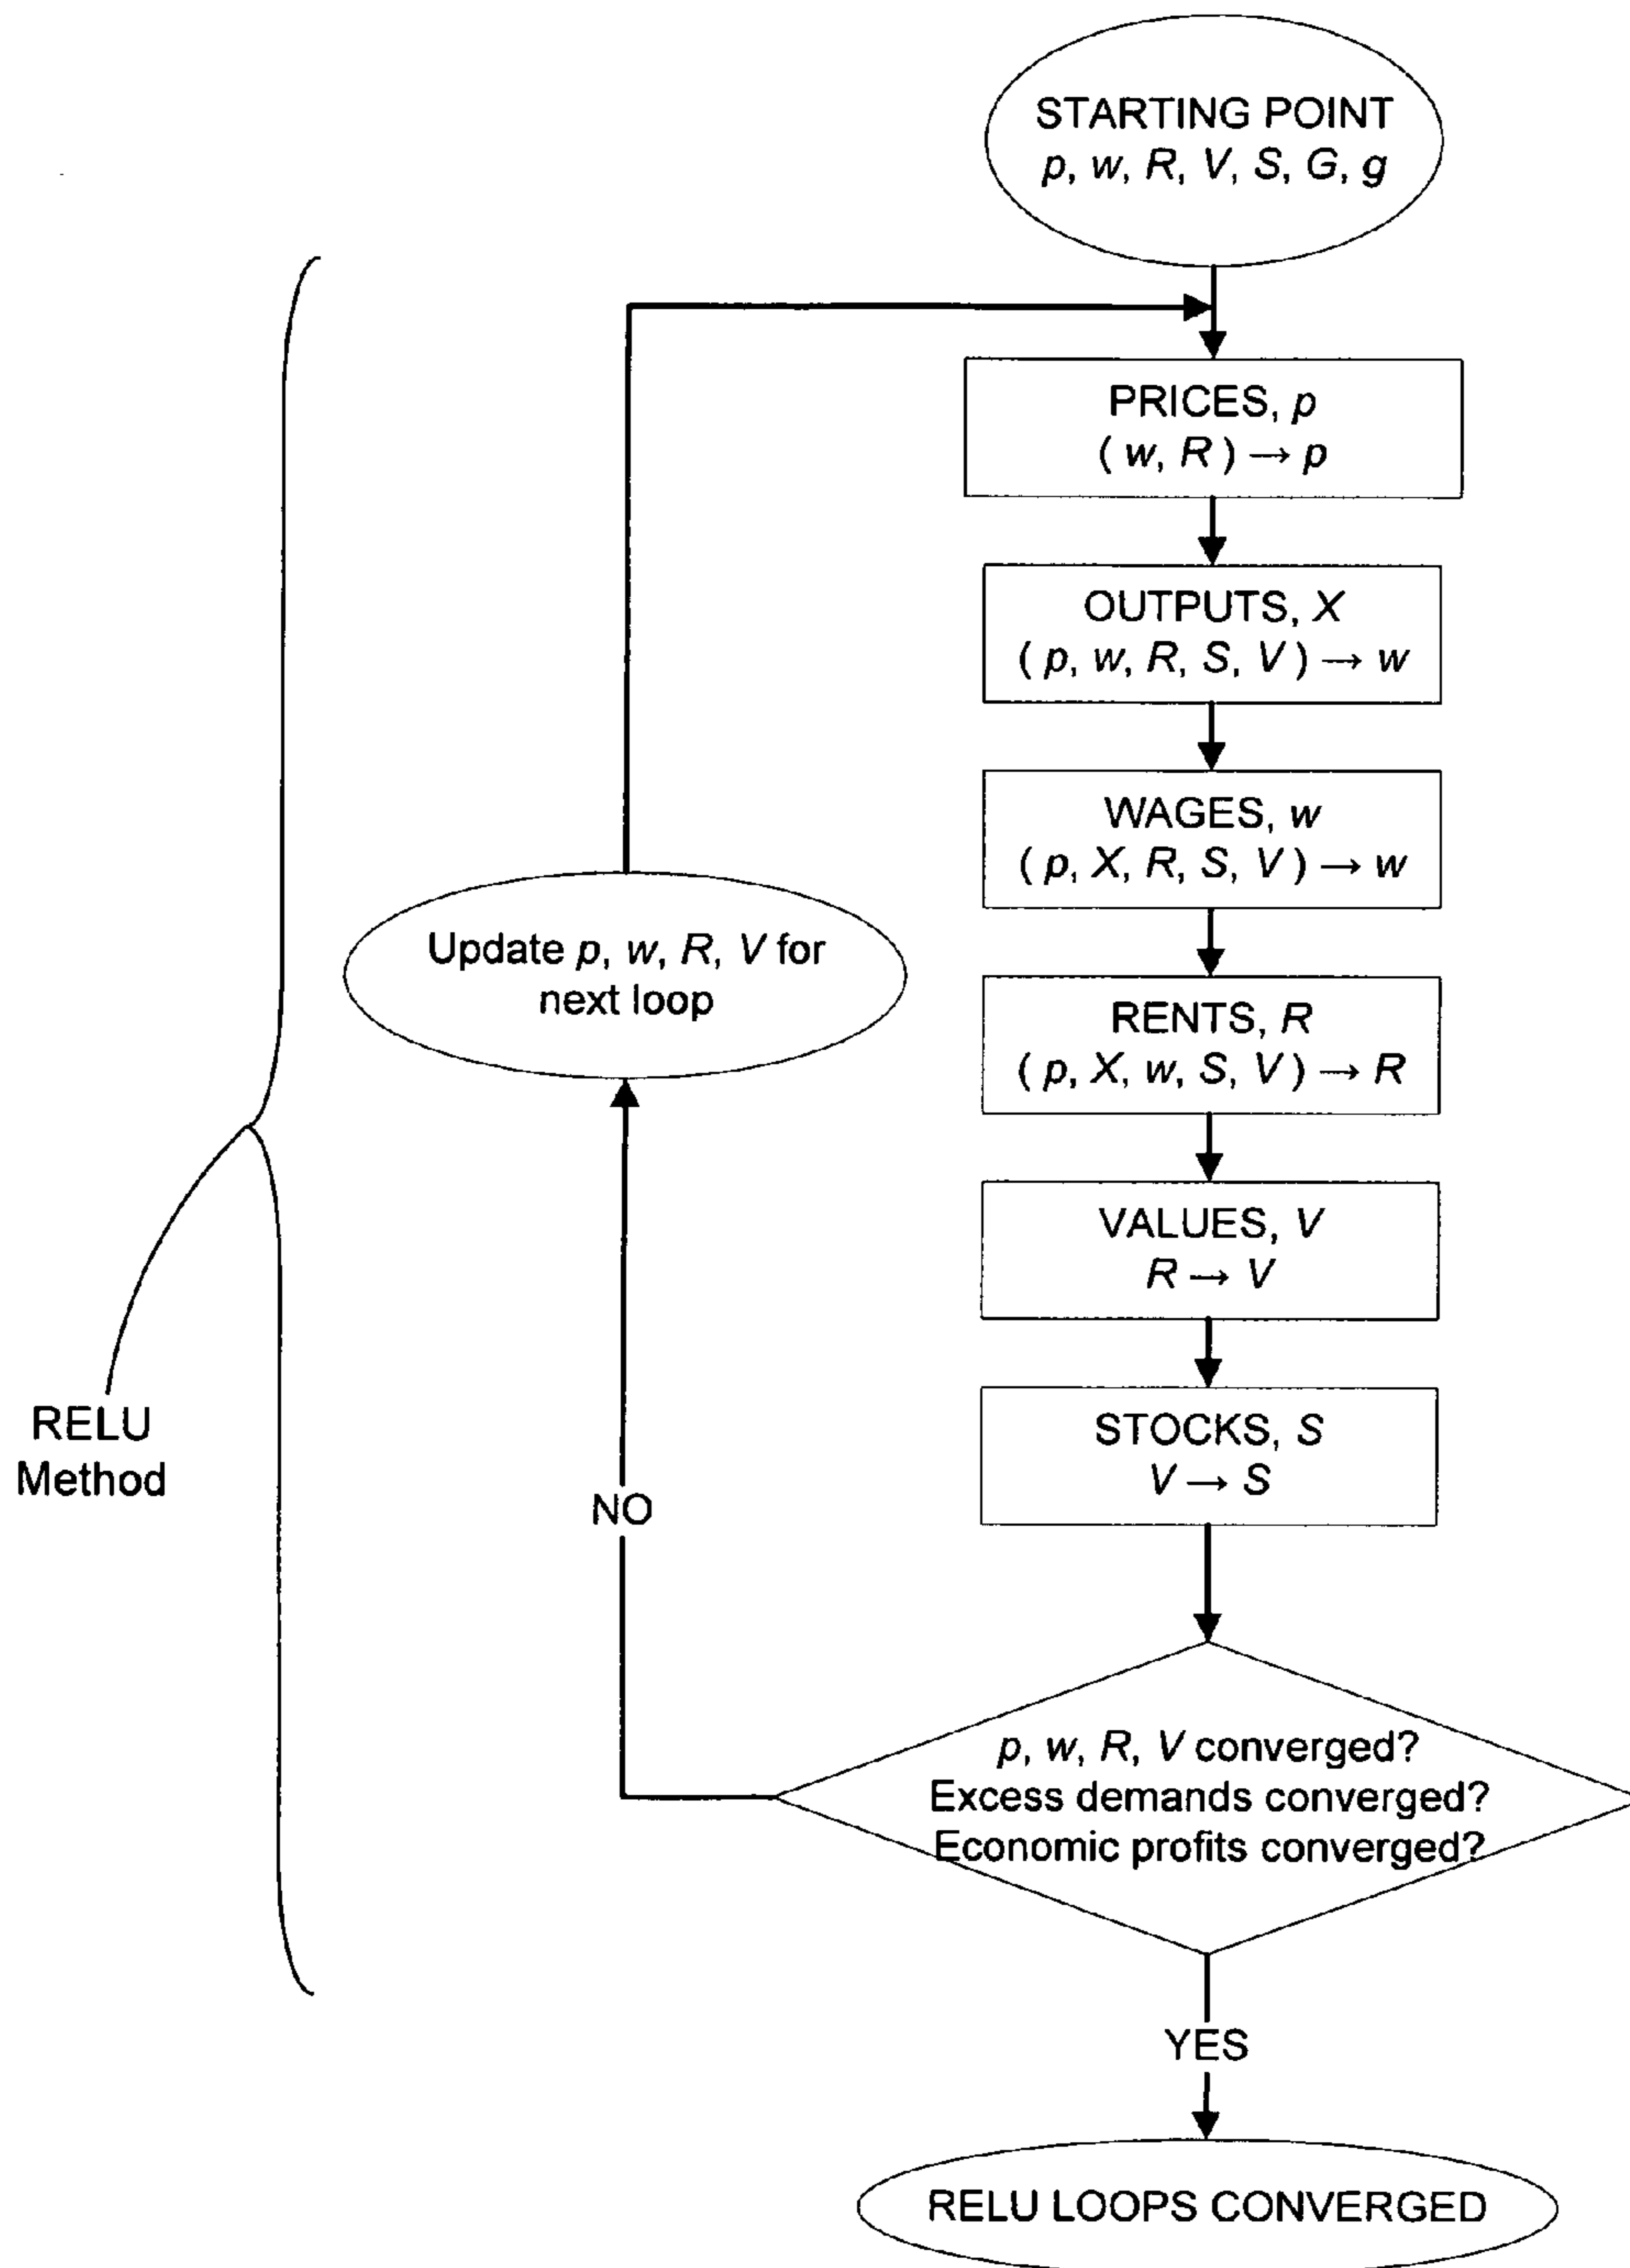 STARTING POINT
p, w, R, V, S, G, g
PRICES, p
( w, R ) → p
OUTPUTS, X
( p, w, R, S, V ) → w
WAGES, w
( p, X, R, S, V ) → w
Update p, w, R, V for
next loop
RENTS, R
( p, X, w, S, V ) → R
VALUES, V
R → V
RELU
Method
STOCKS, S
V → S
NO
p, w, R, V converged?
Excess demands converged?
Economic profits converged?
YES
RELU LOOPS CONVERGED